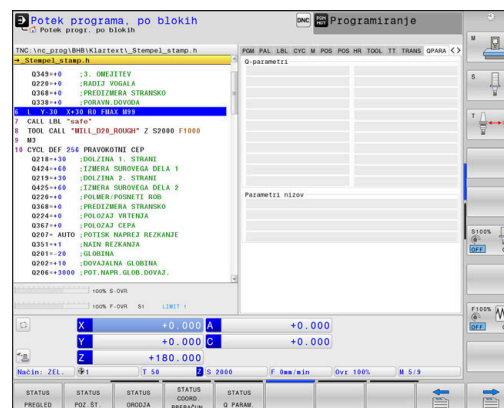 Potek programa, po blokih
Potek progr. po blokih
DNC
Programiranje
TNC:\nc_prog\BHB\Klartext\_Stempel_stamp.h
→_Stempel_stamp.h
Q349=+0 ;3. OMEJITEV
Q220=+0 ;RADIJ VOGALA
Q368=+0 ;PREDIZMERA STRANSKO
Q338=+0 ;PORAVN.DOVODA
6 L Y-30 X+30 R0 FMAX M99
7 CALL LBL "safe"
8 TOOL CALL "MILL_D20_ROUGH" Z S2000 F1000
9 M3
10 CYCL DEF 256 PRAVOKOTNI CEP
Q218=+30 ;DOLZINA 1. STRANI
Q424=+60 ;IZMERA SUROVEGA DELA 1
Q219=+30 ;DOLZINA 2. STRANI
Q425=+60 ;IZMERA SUROVEGA DELA 2
Q220=+0 ;POLMER/POSNETI ROB
Q368=+0 ;PREDIZMERA STRANSKO
Q224=+0 ;POLOZAJ VRTENJA
Q367=+0 ;POLOZAJ CEPA
Q207= AUTO ;POTISK NAPREJ REZKANJE
Q351=+1 ;NAIN REZKANJA
Q201=-20 ;GLOBINA
Q202=+10 ;DOVAJALNA GLOBINA
Q206=+3000 ;POT.NAPR.GLOB.DOVAJ.
PGM PAL LBL CYC M POS POS HR TOOL TT TRANS QPARA
Q-parametri
Parametri nizov
100% S-OVR
100% F-OVR S1 LIMIT 1
X +0.000 A +0.000
Y +0.000 C +0.000
Z +180.000
Način: ŽEL. 1 T 50 Z S 2000 F 0mm/min Ovr 100% M 5/9
STATUS PREGLED
STATUS POZ.ŠT.
STATUS ORODJA
STATUS COORD. PRERAČUN.
STATUS Q PARAM.
M
S
T
S100%
OFF
F100%
OFF